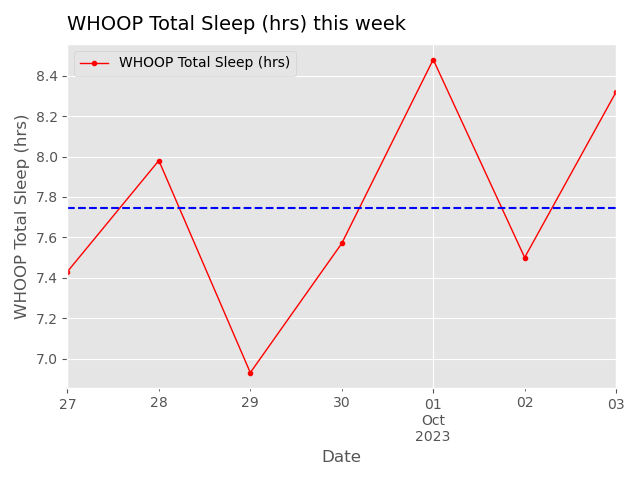 WHOOP Total Sleep (hrs) this week
WHOOP Total Sleep (hrs)
WHOOP Total Sleep (hrs)
8.4
8.2
8.0
7.8
7.6
7.4
7.2
7.0
27 28 29 30 01 02 03
Oct
2023
Date